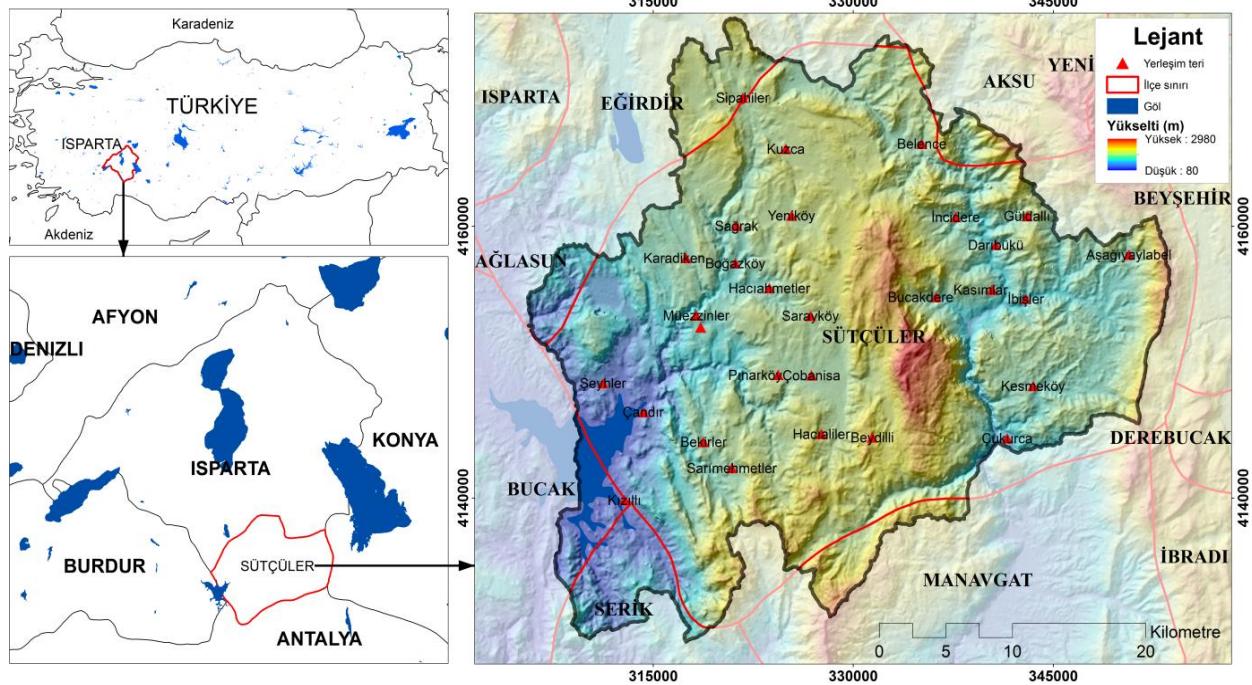 Karadeniz
TÜRKİYE
ISPARTA
Akdeniz
AFYON
DENIZLI
KONYA
ISPARTA
BURDUR
SÜTÇÜLER
ANTALYA
315000 330000 345000
Lejant
Yerleşim teri
İlçe sınıri
Göl
Yükselti (m)
Yüksek : 2980
Düşük : 80
YENİ
AKSU
ISPARTA
EĞİRDİR
Sipahiler
Kuzca
Belence
BEYŞEHİR
4160000
4160000
Yeniköy
İncidere
Güldallı
Sağrak
Darıbükü
Aşagıyaylabel
AĞLASUN
Karadiken
Boğazköy
Hacıahmetler
Bucakdere
Kasımlar
İbişler
Müezzinler
Sarayköy
SÜTÇÜLER
Şeyhler
Pınarköy
Çobanisa
Kesmeköy
Çandır
Bekirler
Hacıaliler
Beydilli
Çukurca
DEREBUCAK
Sarımehmetler
BUCAK
Kızıllı
4140000
4140000
İBRADI
MANAVGAT
SERİK
Kilometre
0 5 10 20
315000 330000 345000